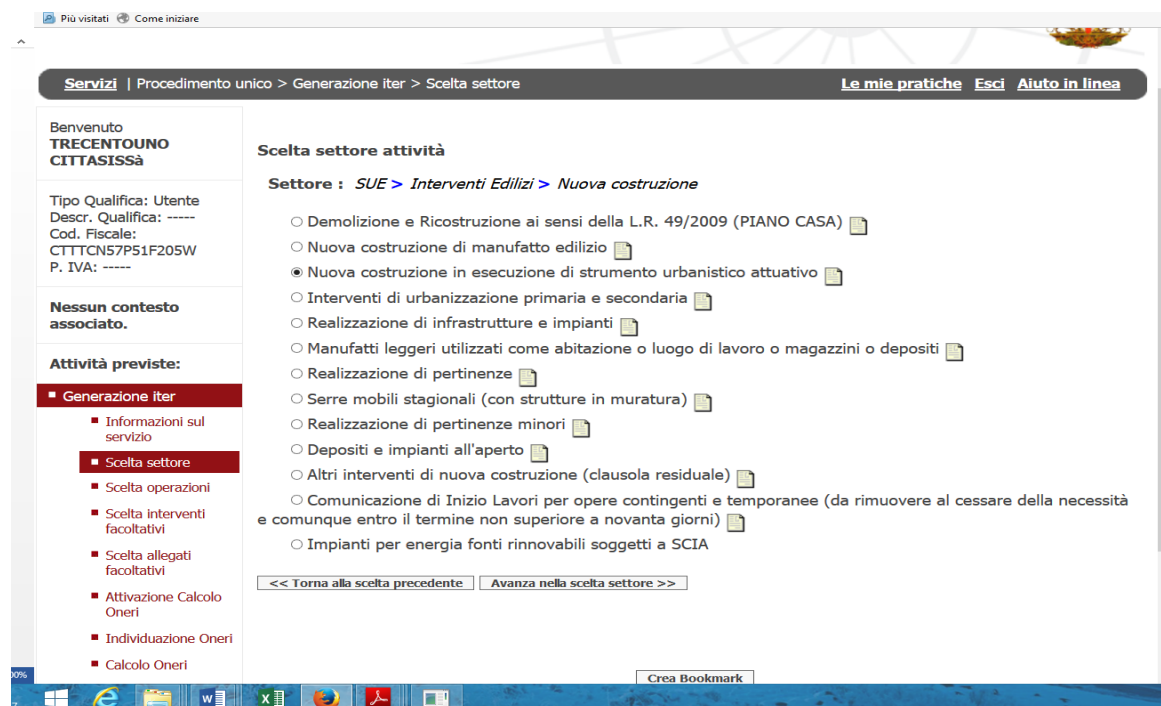 Più visitati Come iniziare
Servizi | Procedimento unico > Generazione iter > Scelta settore Le mie pratiche Esci Aiuto in linea
Benvenuto
TRECENTOUNO
CITTASISSà
Tipo Qualifica: Utente
Descr. Qualifica: -----
Cod. Fiscale:
CTTTCN57P51F205W
P. IVA: -----
Nessun contesto
associato.
Attività previste:
Generazione iter
Informazioni sul
servizio
Scelta settore
Scelta operazioni
Scelta interventi
facoltativi
Scelta allegati
facoltativi
Attivazione Calcolo
Oneri
Individuazione Oneri
Calcolo Oneri
Scelta settore attività
Settore : SUE > Interventi Edilizi > Nuova costruzione
Demolizione e Ricostruzione ai sensi della L.R. 49/2009 (PIANO CASA)
Nuova costruzione di manufatto edilizio
Nuova costruzione in esecuzione di strumento urbanistico attuativo
Interventi di urbanizzazione primaria e secondaria
Realizzazione di infrastrutture e impianti
Manufatti leggeri utilizzati come abitazione o luogo di lavoro o magazzini o depositi
Realizzazione di pertinenze
Serre mobili stagionali (con strutture in muratura)
Realizzazione di pertinenze minori
Depositi e impianti all'aperto
Altri interventi di nuova costruzione (clausola residuale)
Comunicazione di Inizio Lavori per opere contingenti e temporanee (da rimuovere al cessare della necessità
e comunque entro il termine non superiore a novanta giorni)
Impianti per energia fonti rinnovabili soggetti a SCIA
<< Torna alla scelta precedente Avanza nella scelta settore >>
Crea Bookmark